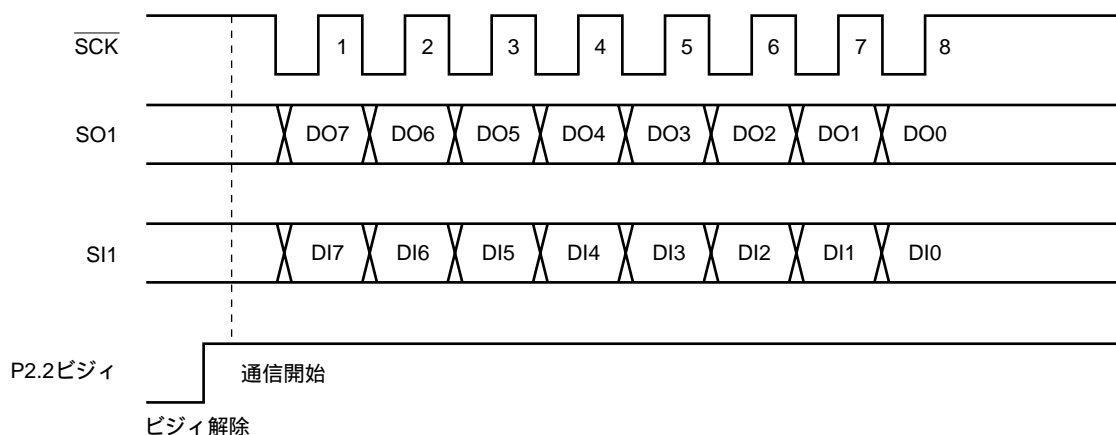 SCK 1 2 3 4 5 6 7 8
SO1 DO7 DO6 DO5 DO4 DO3 DO2 DO1 DO0
SI1 DI7 DI6 DI5 DI4 DI3 DI2 DI1 DI0
P2.2ビジィ 通信開始
ビジィ解除